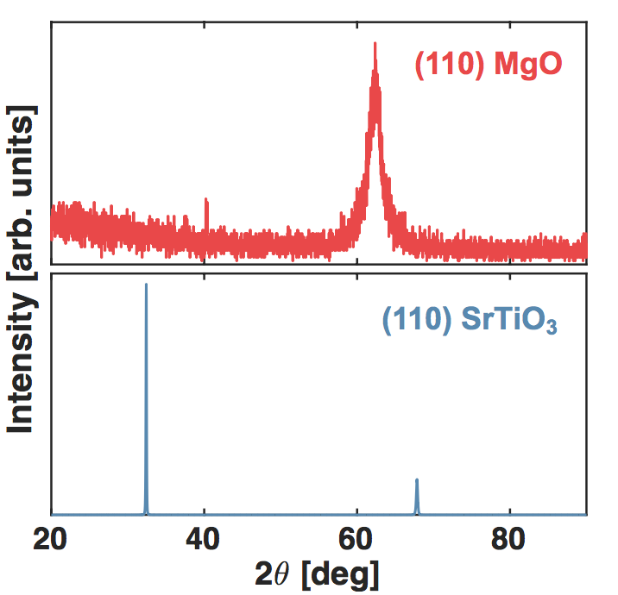 (110) MgO
Intensity [arb. units]
(110) SrTiO₃
20 40 60 80
2θ [deg]